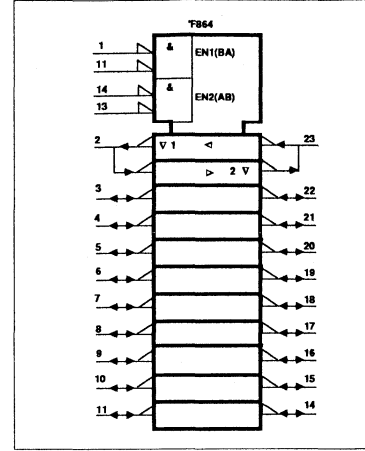 'F864
1 & EN1(BA)
11
14 & EN2(AB)
13
2 ▽ 1 ◁ 23
▷ 2 ▽
3 22
4 21
5 20
6 19
7 18
8 17
9 16
10 15
11 14